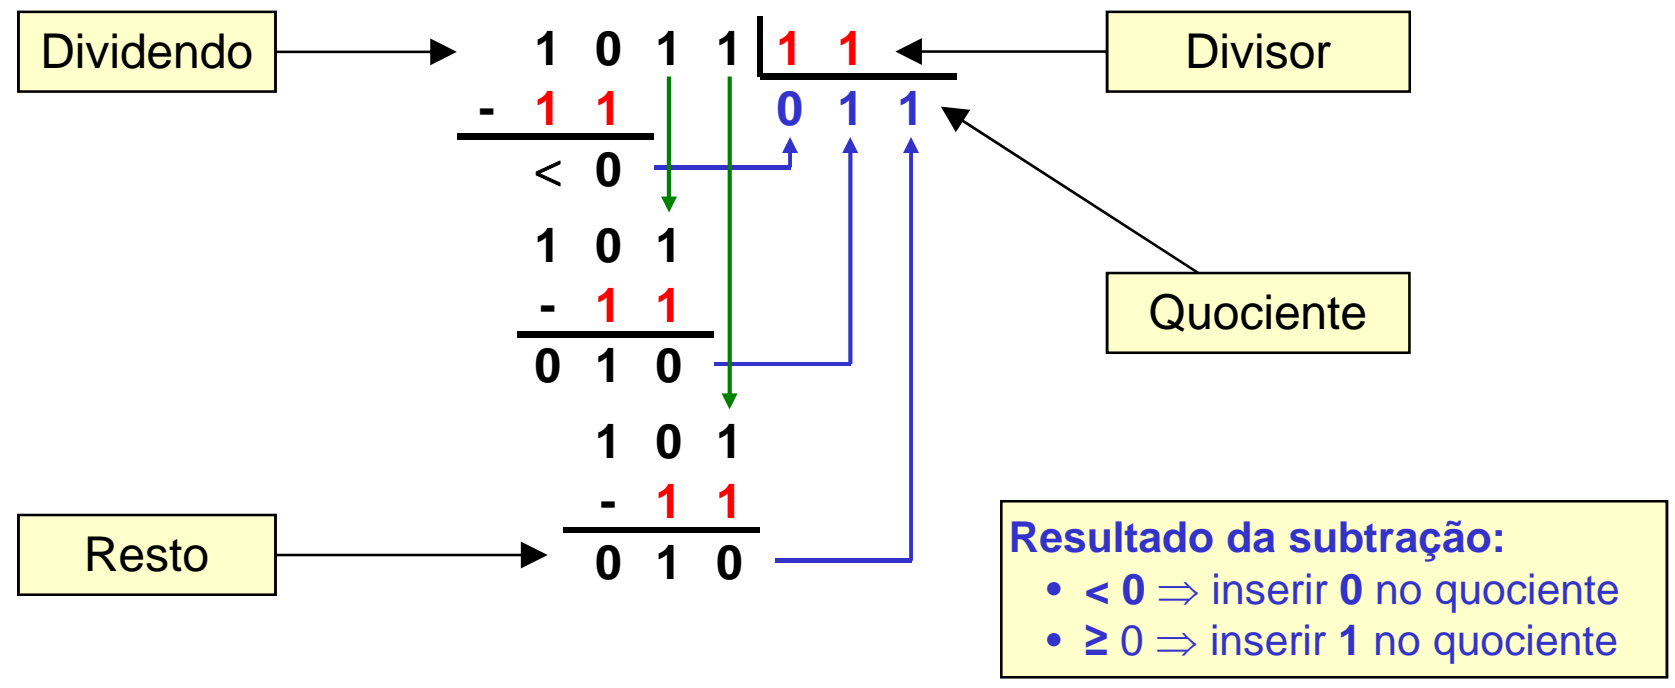 Dividendo 1 0 1 1 1 1 Divisor
- 1 1 0 1 1
< 0
1 0 1
- 1 1 Quociente
0 1 0
1 0 1
- 1 1
Resto 0 1 0
Resultado da subtração:
• < 0 ⇒ inserir 0 no quociente
• ≥ 0 ⇒ inserir 1 no quociente